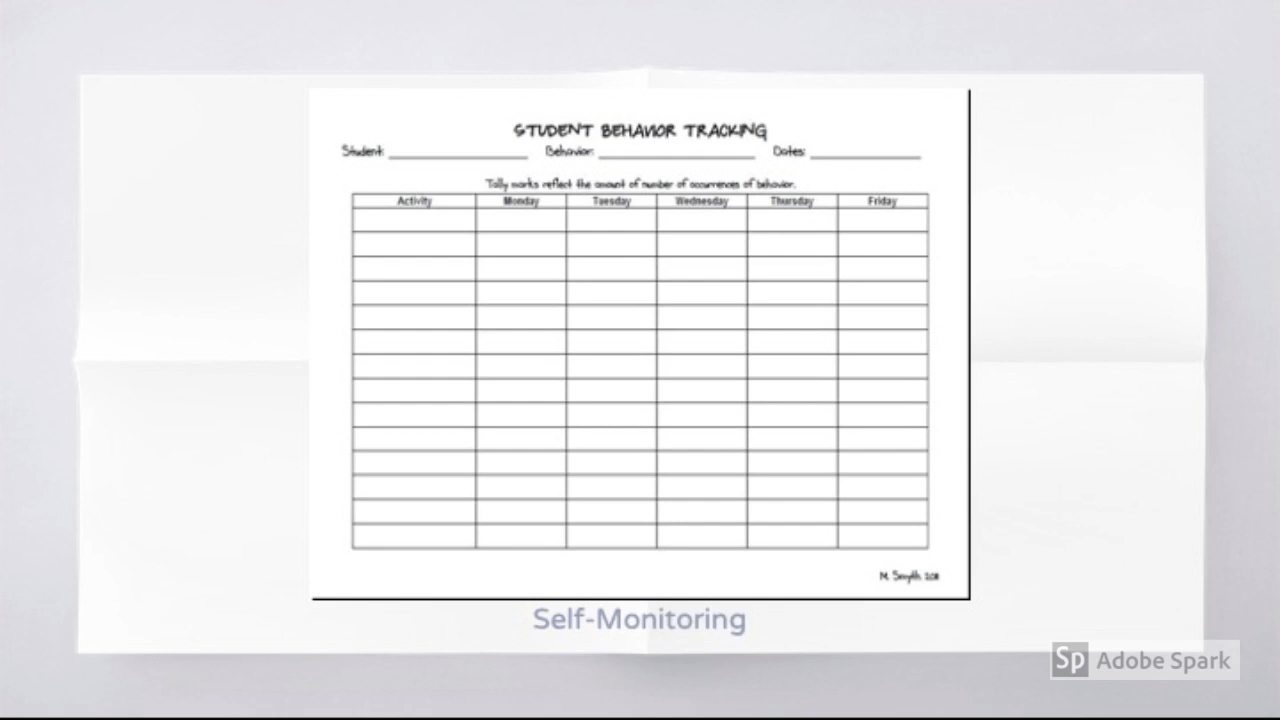 STUDENT BEHAVIOR TRACKING
Student: Behavior: Dates:
Tally marks reflect the amount of number of occurrences of behavior.
Activity Monday Tuesday Wednesday Thursday Friday
M. Smyth 2011
Self-Monitoring
Sp Adobe Spark